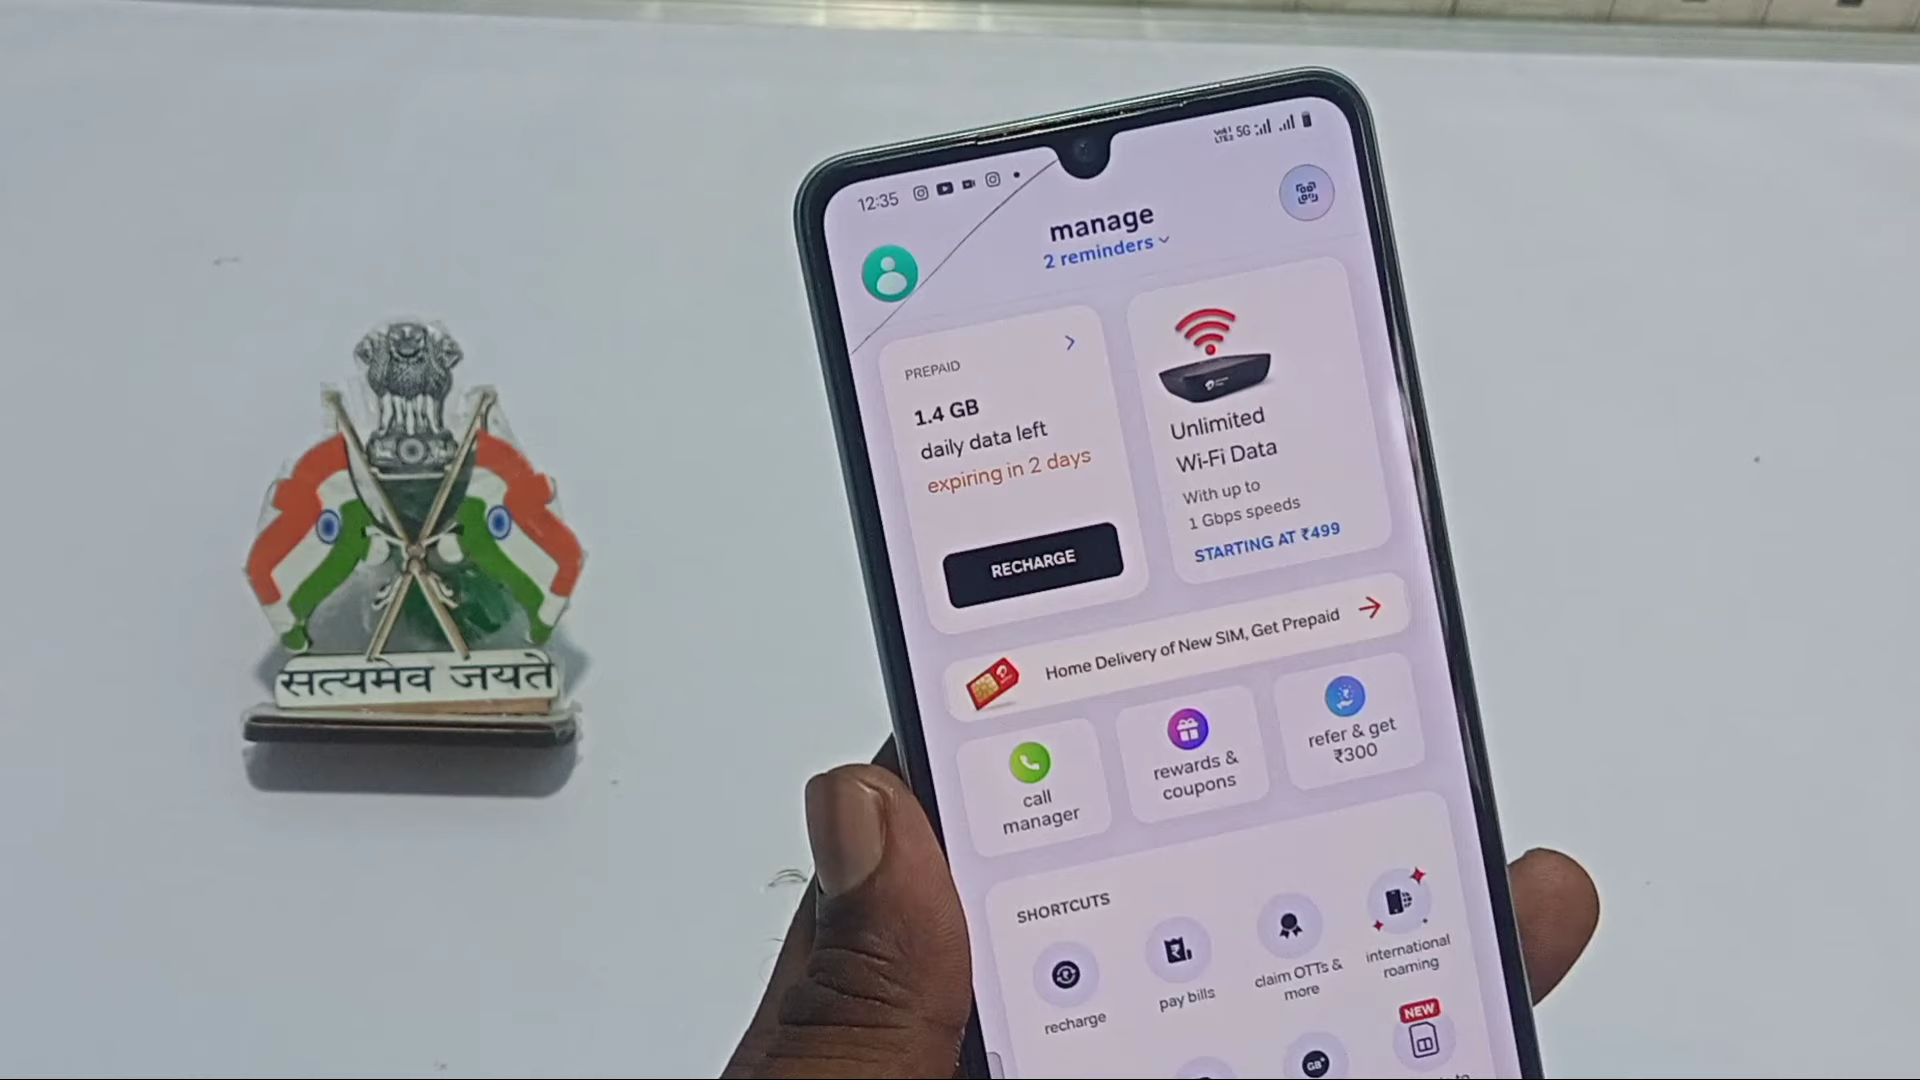 12:35
5G
manage
2 reminders
PREPAID
1.4 GB
daily data left
expiring in 2 days
RECHARGE
Unlimited
Wi-Fi Data
With up to
1 Gbps speeds
STARTING AT ₹499
Home Delivery of New SIM, Get Prepaid
call
manager
rewards &
coupons
refer & get
₹300
SHORTCUTS
recharge
pay bills
claim OTTs &
more
international
roaming
NEW
GB
सत्यमेव जयते